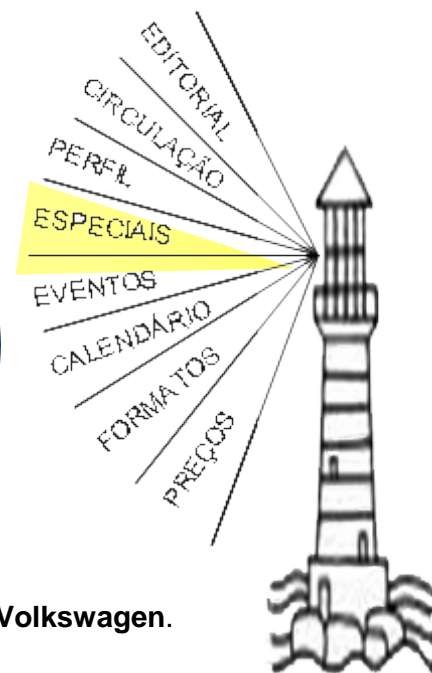 EDITORIAL
CIRCULAÇÃO
PERFIL
ESPECIAIS
EVENTOS
CALENDÁRIO
FORMATOS
PREÇOS
Volkswagen.